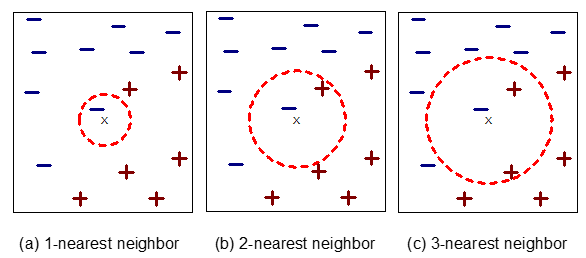 x
x
x
(a) 1-nearest neighbor
(b) 2-nearest neighbor
(c) 3-nearest neighbor